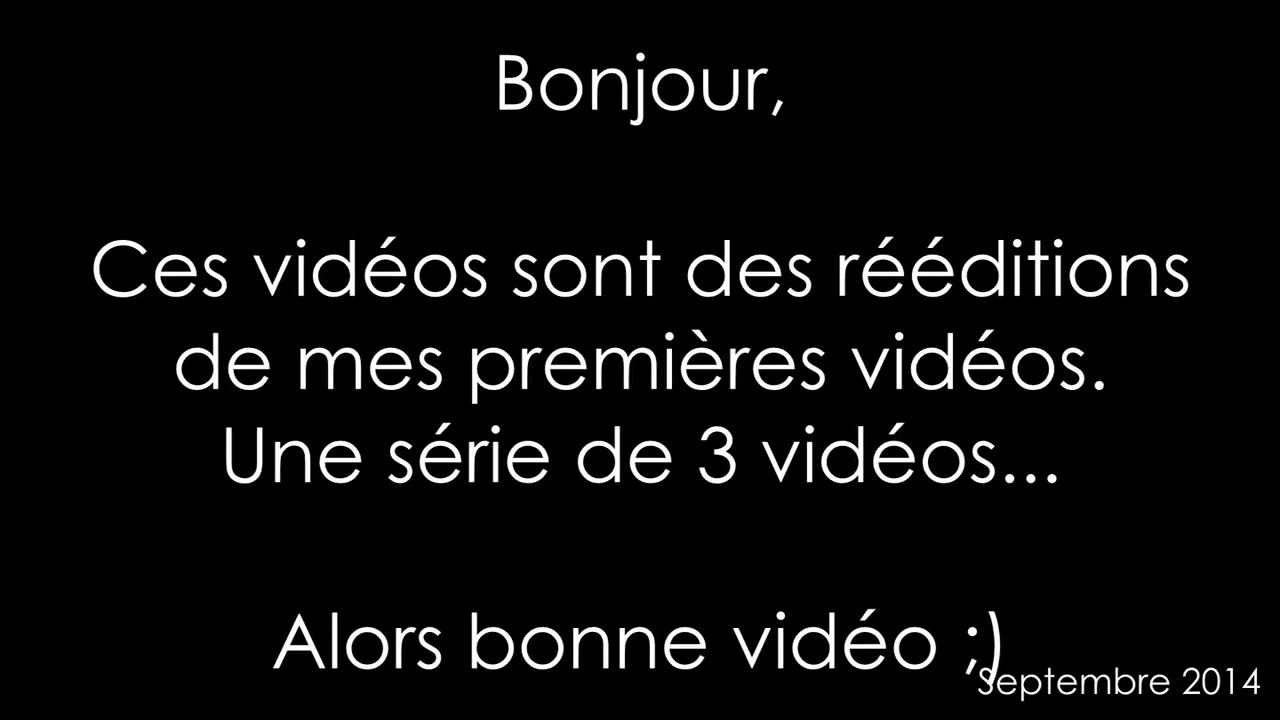 Bonjour,
Ces vidéos sont des rééditions
de mes premières vidéos.
Une série de 3 vidéos...
Alors bonne vidéo ;)
Septembre 2014